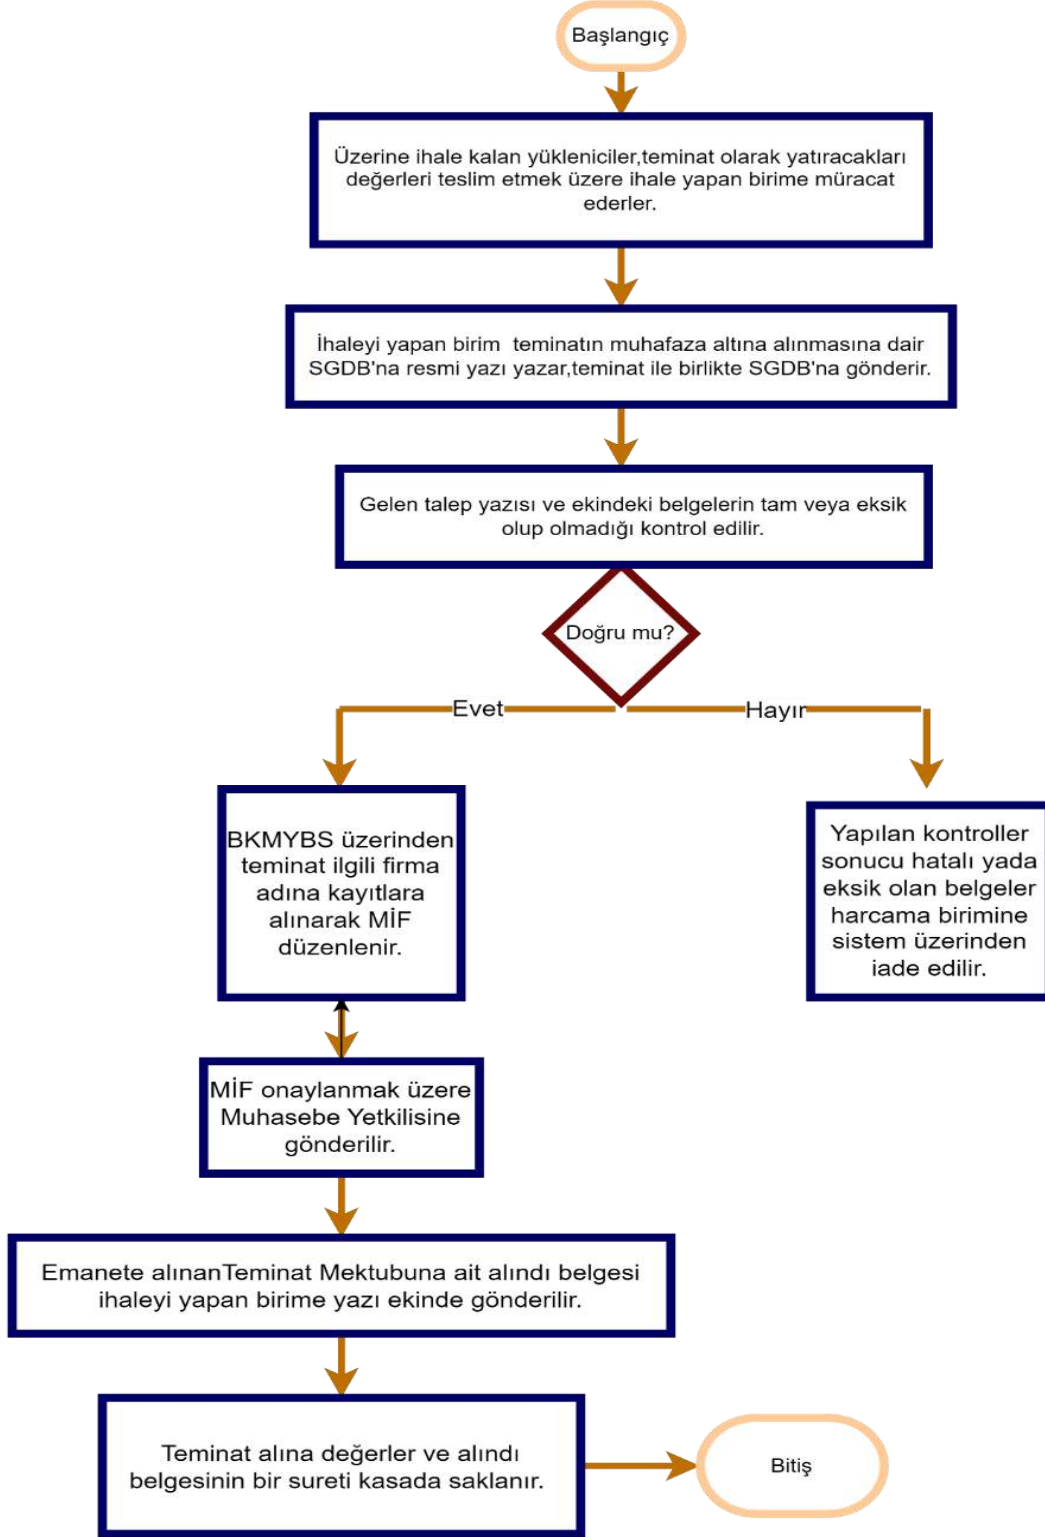 Başlangıç
Üzerine ihale kalan yükleniciler,teminat olarak yatıracakları
değerleri teslim etmek üzere ihale yapan birime müracat
ederler.
İhaleyi yapan birim  teminatın muhafaza altına alınmasına dair
SGDB'na resmi yazı yazar,teminat ile birlikte SGDB'na gönderir.
Gelen talep yazısı ve ekindeki belgelerin tam veya eksik
olup olmadığı kontrol edilir.
Doğru mu?
Evet
Hayır
BKMYBS üzerinden
teminat ilgili firma
adına kayıtlara
alınarak MİF
düzenlenir.
Yapılan kontroller
sonucu hatalı yada
eksik olan belgeler
harcama birimine
sistem üzerinden
iade edilir.
MİF onaylanmak üzere
Muhasebe Yetkilisine
gönderilir.
Emanete alınanTeminat Mektubuna ait alındı belgesi
ihaleyi yapan birime yazı ekinde gönderilir.
Teminat alına değerler ve alındı
belgesinin bir sureti kasada saklanır.
Bitiş